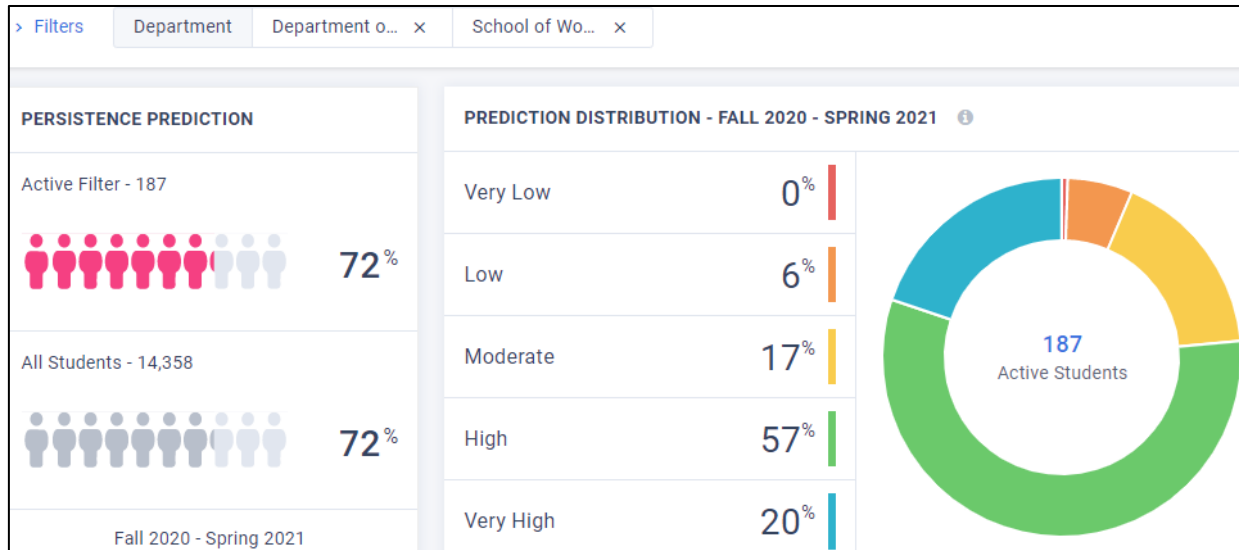 > Filters Department Department o... × School of Wo... ×
PERSISTENCE PREDICTION
Active Filter - 187
72%
All Students - 14,358
72%
Fall 2020 - Spring 2021
PREDICTION DISTRIBUTION - FALL 2020 - SPRING 2021 i
Very Low 0%
Low 6%
Moderate 17%
High 57%
Very High 20%
187
Active Students